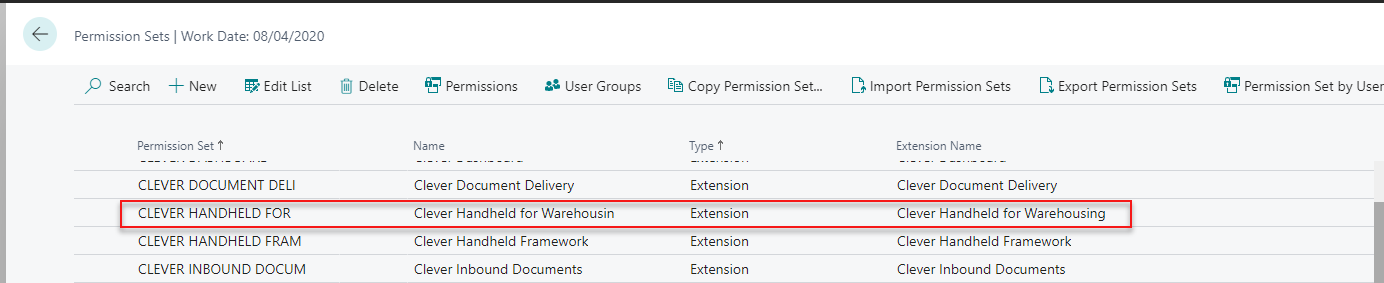 Permission Sets | Work Date: 08/04/2020
Search New Edit List Delete Permissions User Groups Copy Permission Set... Import Permission Sets Export Permission Sets Permission Set by User
Permission Set↑ Name Type↑ Extension Name
CLEVER DOCUMENT DELI Clever Document Delivery Extension Clever Document Delivery
CLEVER HANDHELD FOR Clever Handheld for Warehousin Extension Clever Handheld for Warehousing
CLEVER HANDHELD FRAM Clever Handheld Framework Extension Clever Handheld Framework
CLEVER INBOUND DOCUM Clever Inbound Documents Extension Clever Inbound Documents